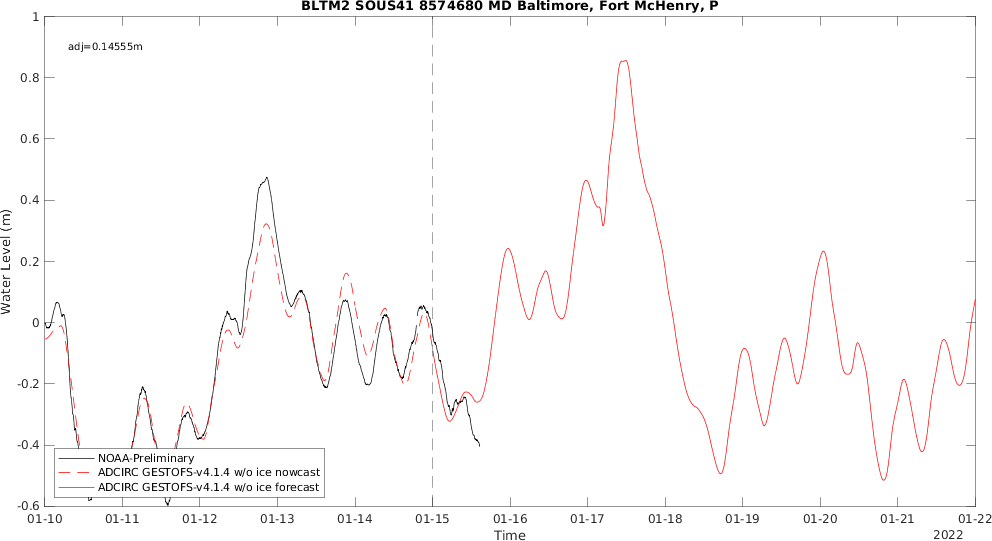 BLTM2 SOUS41 8574680 MD Baltimore, Fort McHenry, P
adj=0.14555m
Water Level (m)
1
0.8
0.6
0.4
0.2
0
-0.2
-0.4
-0.6
NOAA-Preliminary
ADCIRC GESTOFS-v4.1.4 w/o ice nowcast
ADCIRC GESTOFS-v4.1.4 w/o ice forecast
01-10 01-11 01-12 01-13 01-14 01-15 01-16 01-17 01-18 01-19 01-20 01-21 01-22
Time
2022